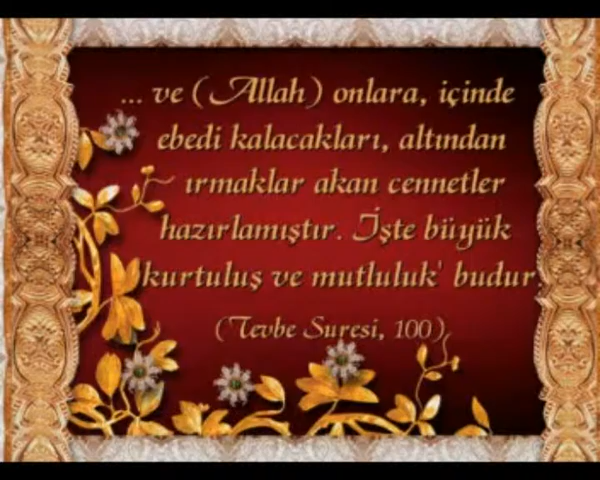 ... ve (Allah) onlara, içinde
ebedi kalacakları, altından
ırmaklar akan cennetler
hazırlamıştır. İşte büyük
'kurtuluş ve mutluluk' budur.
(Tevbe Suresi, 100)